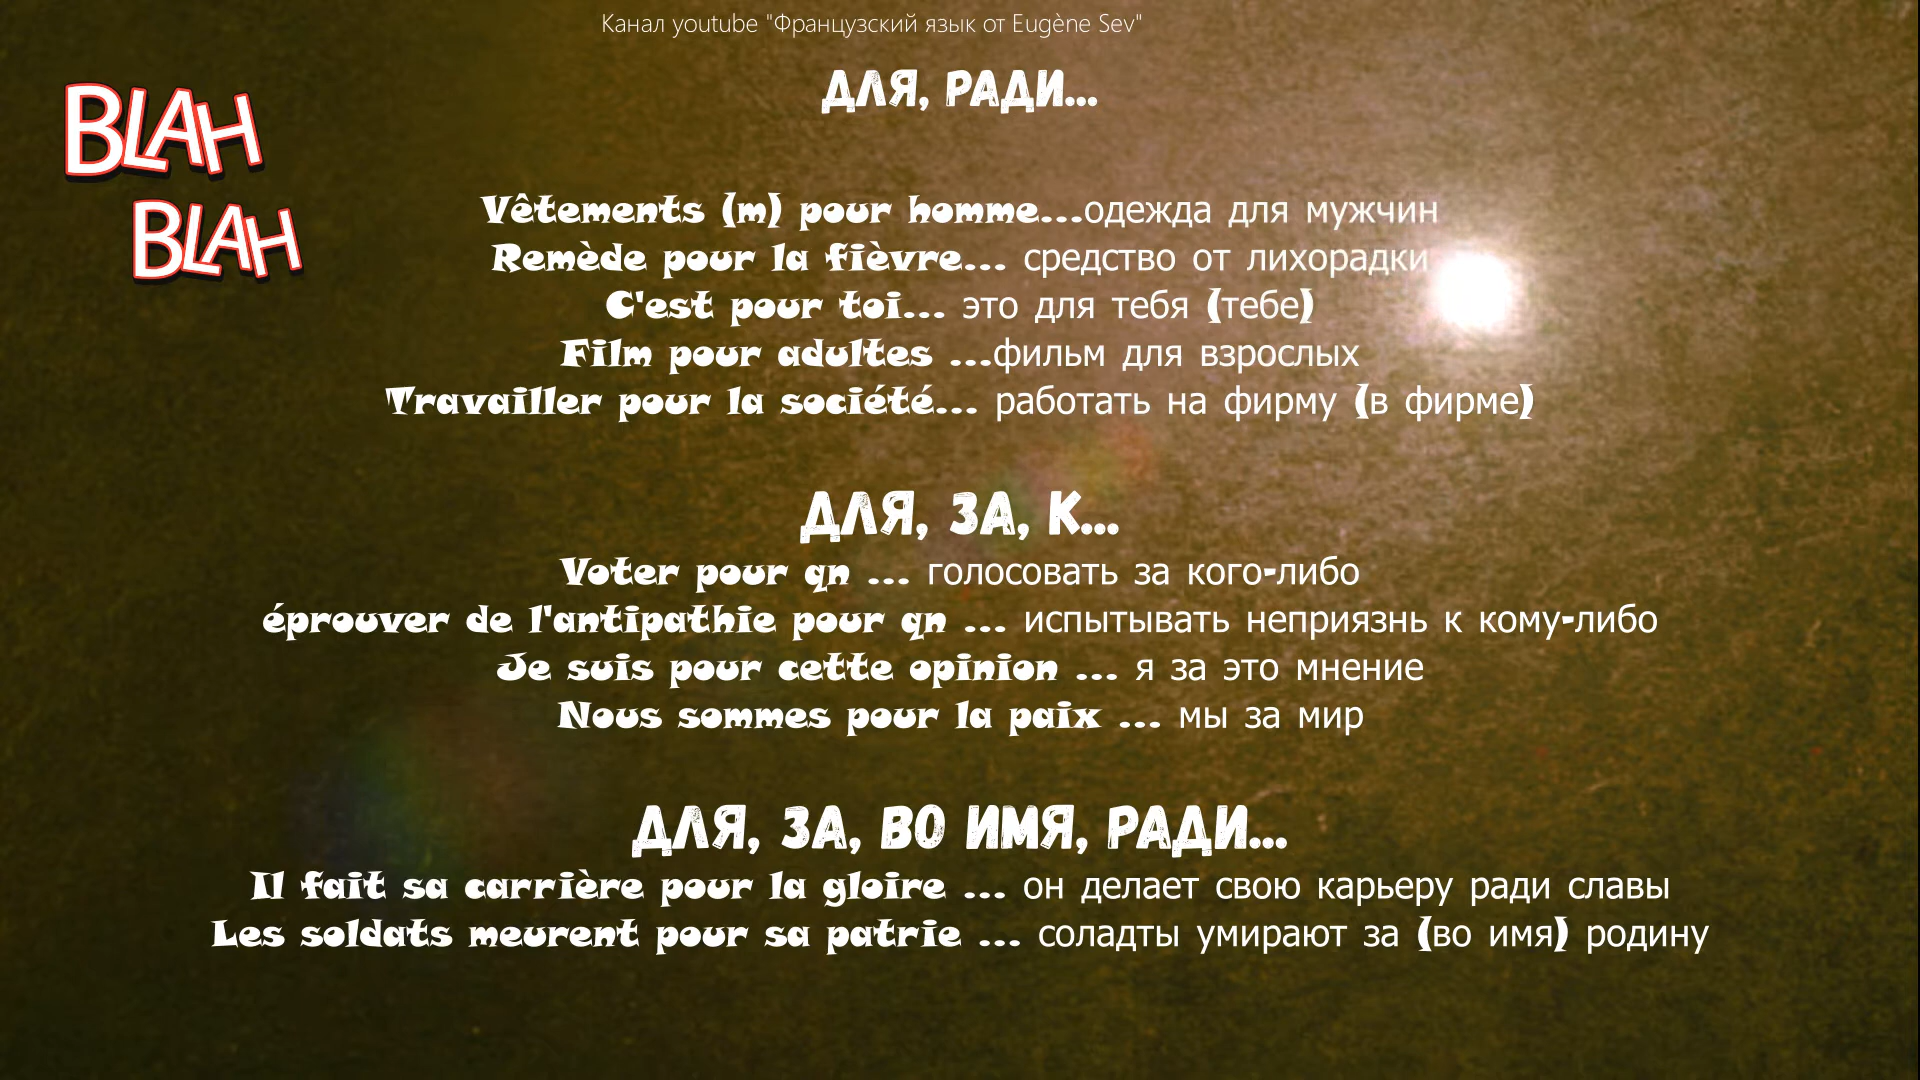 Канал youtube "Французский язык от Eugène Sev"
BLAH
BLAH
ДЛЯ, РАДИ...
Vêtements (m) pour homme...одежда для мужчин
Remède pour la fièvre... средство от лихорадки
C'est pour toi... это для тебя (тебе)
Film pour adultes ...фильм для взрослых
Travailler pour la société... работать на фирму (в фирме)
ДЛЯ, ЗА, К...
Voter pour qn ... голосовать за кого-либо
éprouver de l'antipathie pour qn ... испытывать неприязнь к кому-либо
Je suis pour cette opinion ... я за это мнение
Nous sommes pour la paix ... мы за мир
ДЛЯ, ЗА, ВО ИМЯ, РАДИ...
Il fait sa carrière pour la gloire ... он делает свою карьеру ради славы
Les soldats meurent pour sa patrie ... соладты умирают за (во имя) родину